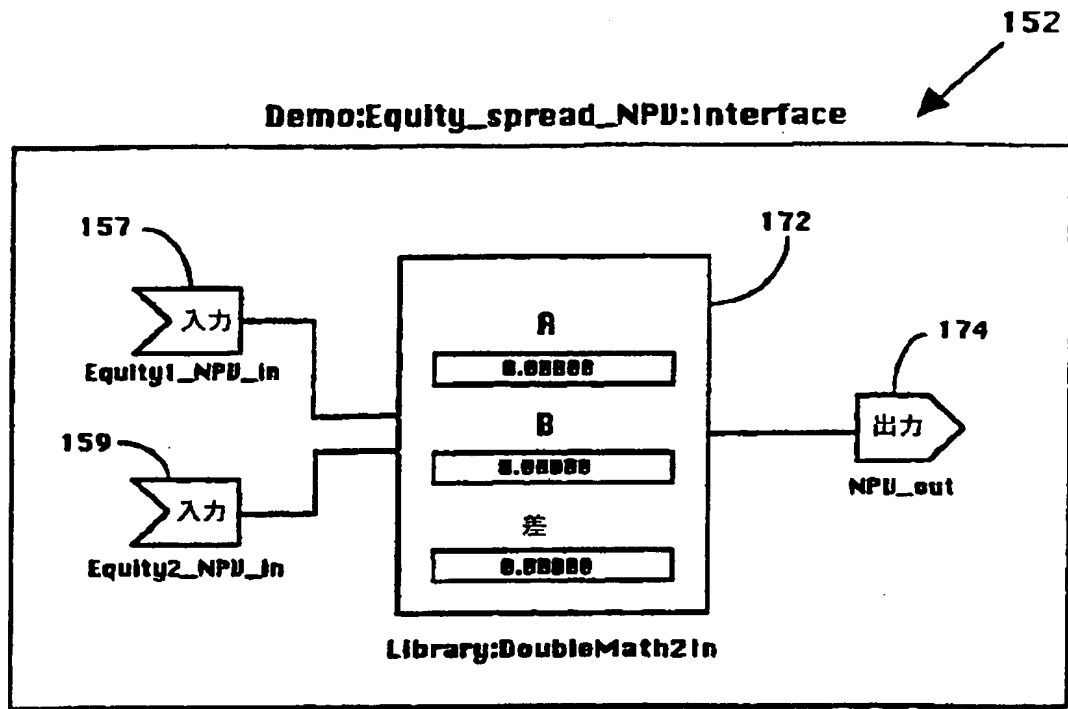 152
Demo:Equity_spread_NPV:Interface
157
172
入力
Equity1_NPV_in
A
0.00000
174
159
B
0.00000
出力
NPV_out
入力
Equity2_NPV_in
差
0.00000
Library:DoubleMath2In